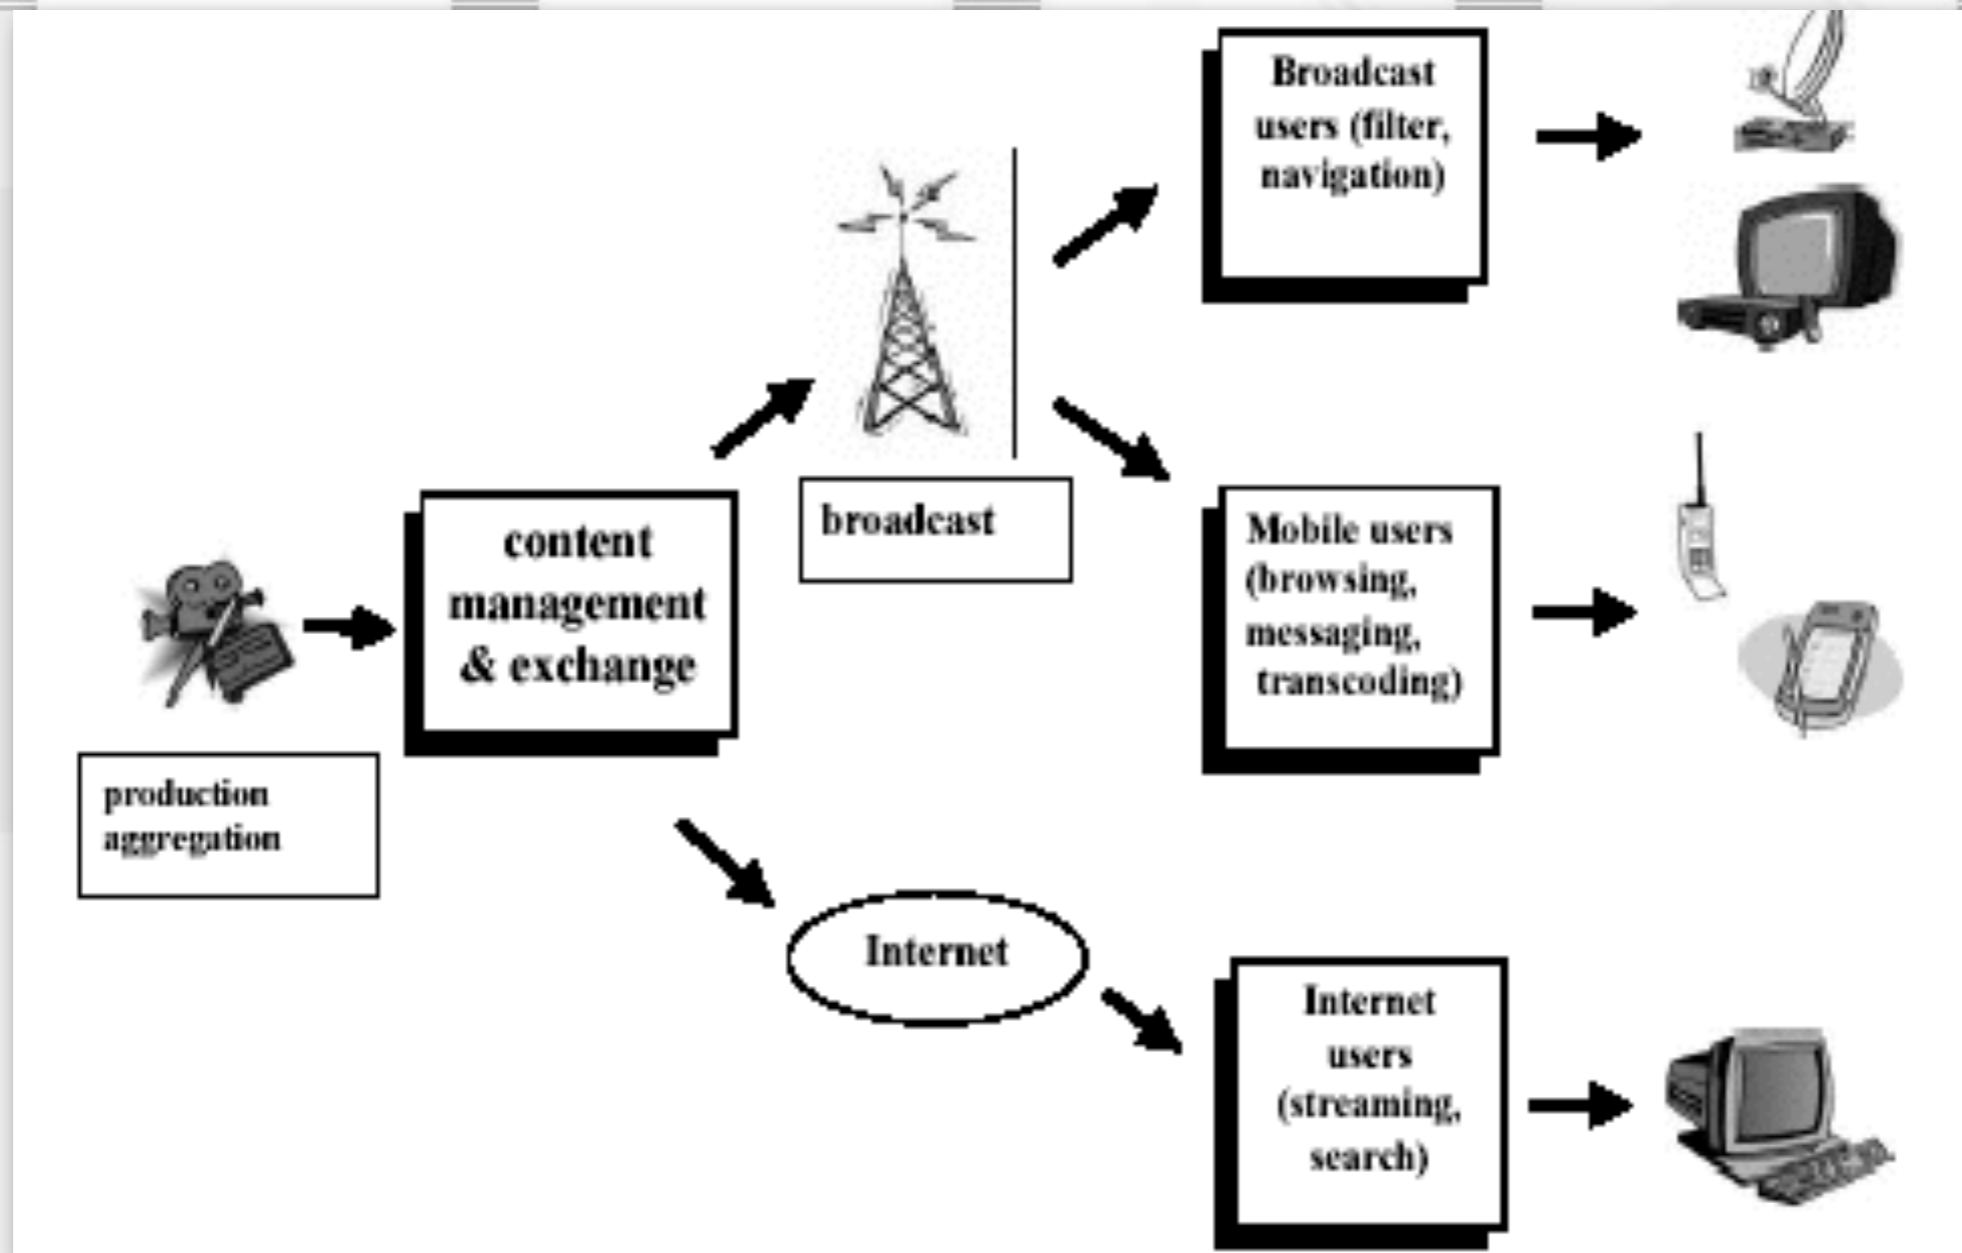 Broadcast
users (filter,
navigation)
broadcast
content
management
& exchange
Mobile users
(browsing,
messaging,
transcoding)
production
aggregation
Internet
Internet
users
(streaming,
search)